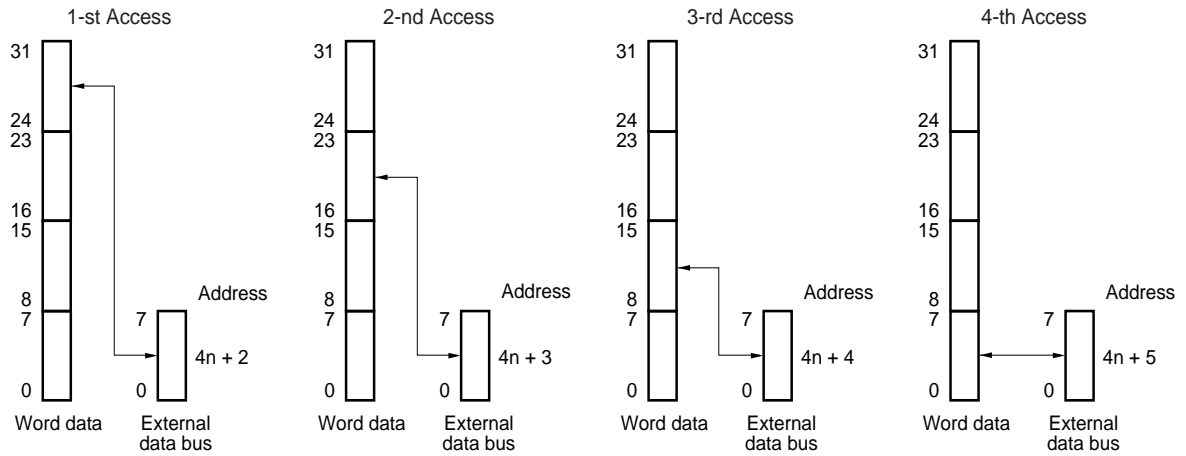 1-st Access
31
24
23
16
15
8
7
0
Address
7
4n + 2
0
Word data
External
data bus
2-nd Access
31
24
23
16
15
8
7
0
Address
7
4n + 3
0
Word data
External
data bus
3-rd Access
31
24
23
16
15
8
7
0
Address
7
4n + 4
0
Word data
External
data bus
4-th Access
31
24
23
16
15
8
7
0
Address
7
4n + 5
0
Word data
External
data bus